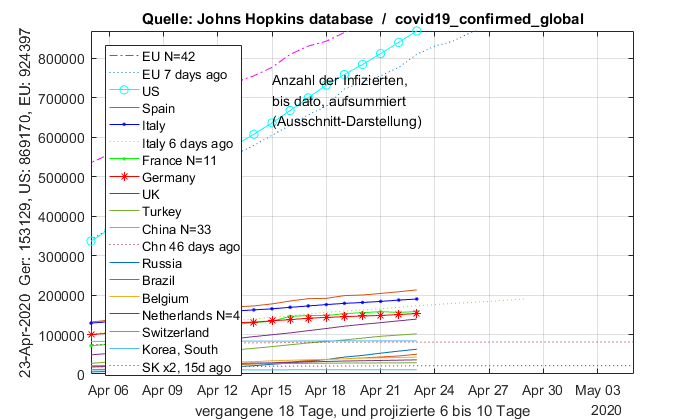 Quelle: Johns Hopkins database  /  covid19_confirmed_global
23-Apr-2020  Ger: 153129, US: 869170, EU: 924397
800000
700000
600000
500000
400000
300000
200000
100000
0
EU N=42
EU 7 days ago
US
Spain
Italy
Italy 6 days ago
France N=11
Germany
UK
Turkey
China N=33
Chn 46 days ago
Russia
Brazil
Belgium
Netherlands N=4
Switzerland
Korea, South
SK x2, 15d ago
Anzahl der Infizierten,
bis dato, aufsummiert
(Ausschnitt-Darstellung)
Apr 06 Apr 09 Apr 12 Apr 15 Apr 18 Apr 21 Apr 24 Apr 27 Apr 30 May 03
2020
vergangene 18 Tage, und projizierte 6 bis 10 Tage